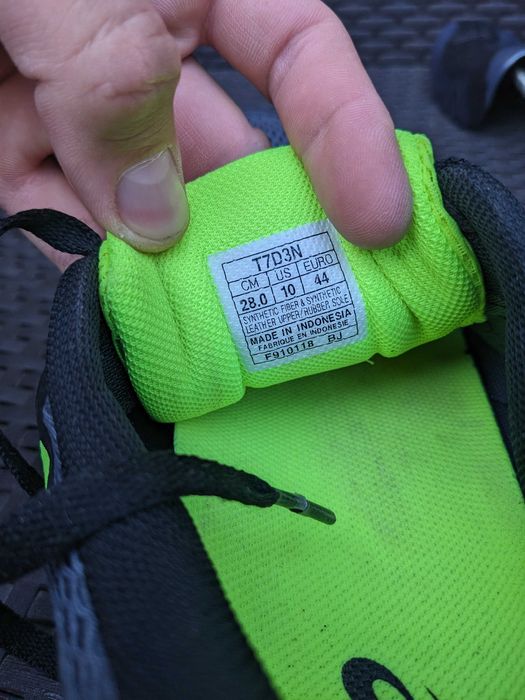 T7D3N
CM US EURO
28.0 10 44
SYNTHETIC FIBER & SYNTHETIC
LEATHER UPPER/RUBBER SOLE
MADE IN INDONESIA
FABRIQUE EN INDONESIE
F910118 BJ